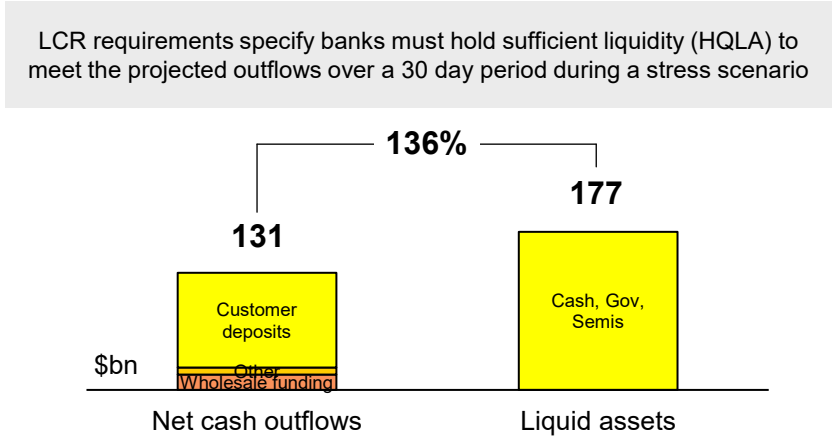 LCR requirements specify banks must hold sufficient liquidity (HQLA) to
meet the projected outflows over a 30 day period during a stress scenario
136%
177
131
Customer
deposits
Cash, Gov,
Semis
Other
$bn
Wholesale funding
Net cash outflows
Liquid assets